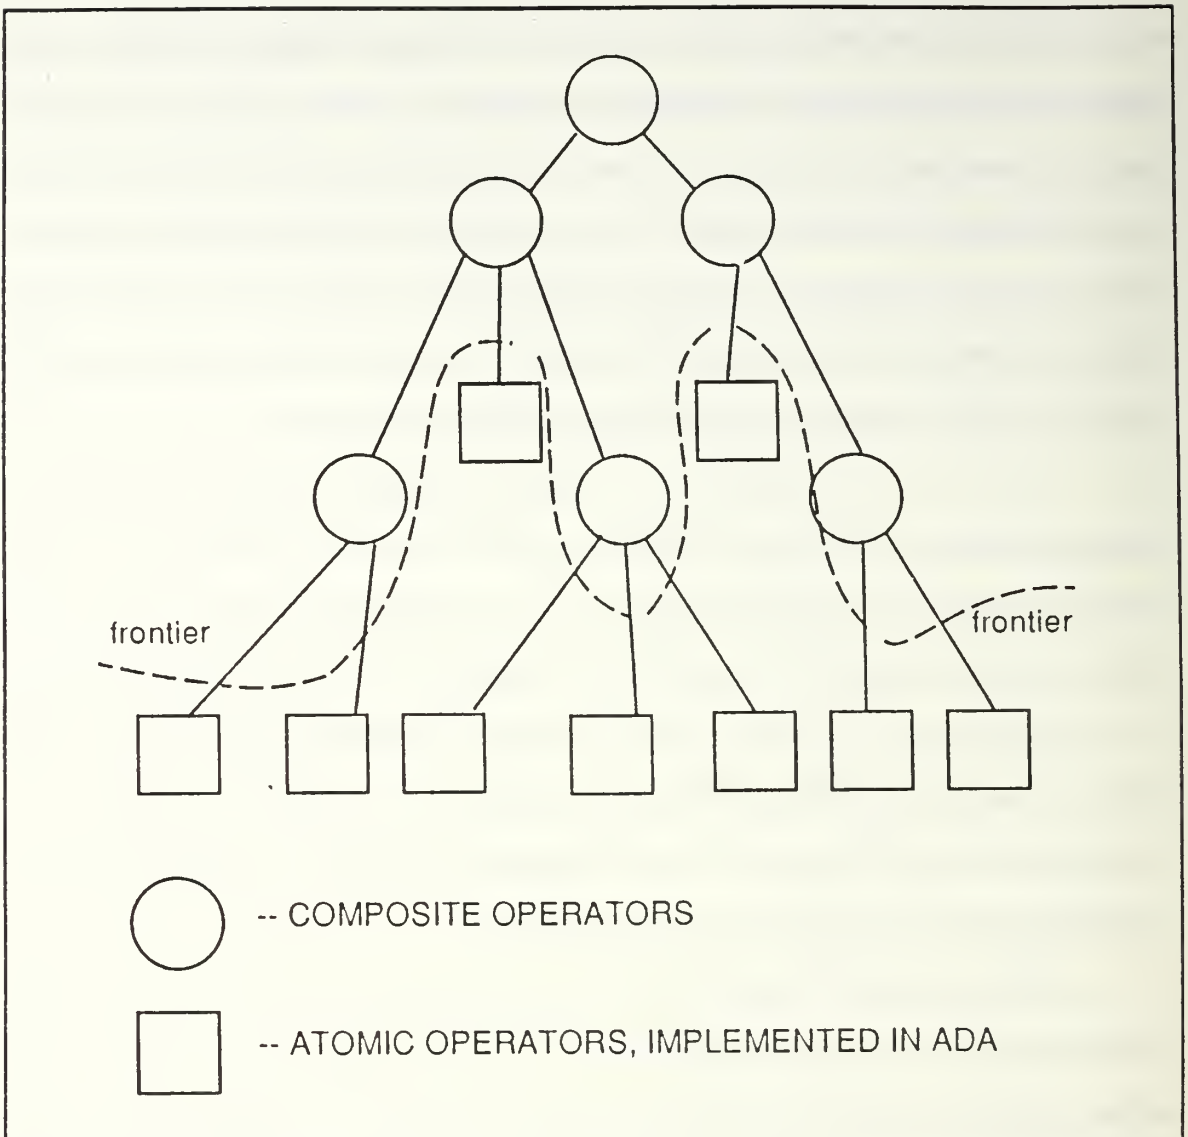 frontier
frontier
-- COMPOSITE OPERATORS
-- ATOMIC OPERATORS, IMPLEMENTED IN ADA